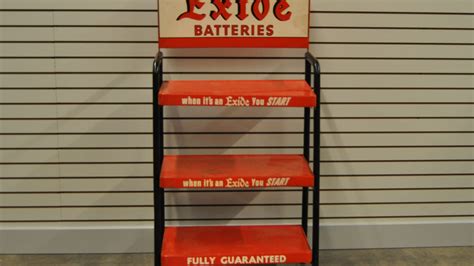 Exide
BATTERIES
when it's an Exide You START
when it's an Exide You START
FULLY GUARANTEED